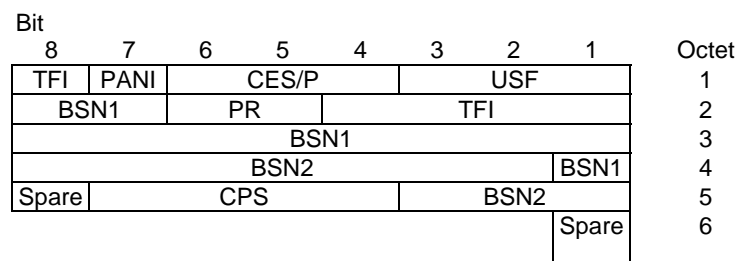 Bit
8 7 6 5 4 3 2 1 Octet
TFI PANI CES/P USF 1
BSN1 PR TFI 2
BSN1 3
BSN2 BSN1 4
Spare CPS BSN2 5
Spare 6